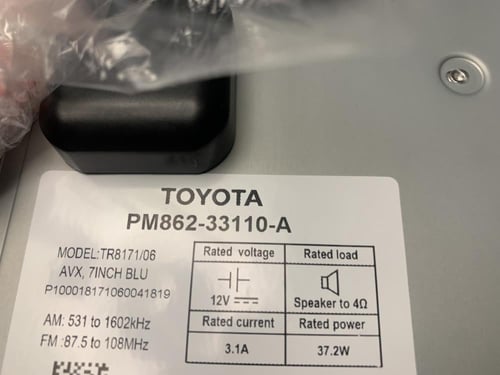 TOYOTA
PM862-33110-A
MODEL:TR8171/06
AVX, 7INCH BLU
P100018171060041819
AM: 531 to 1602kHz
FM :87.5 to 108MHz
Rated voltage Rated load
12V Speaker to 4Ω
Rated current Rated power
3.1A 37.2W